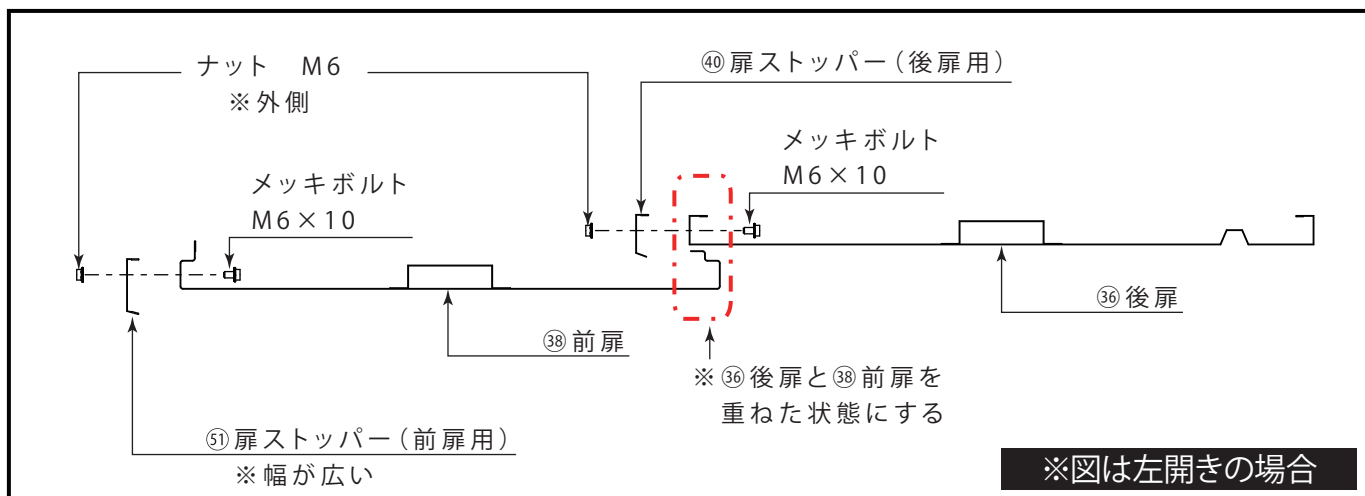 ナット M6
※外側
㊵扉ストッパー(後扉用)
メッキボルト
M6×10
メッキボルト
M6×10
㊱後扉
㊳前扉
※㊱後扉と㊳前扉を
重ねた状態にする
�51扉ストッパー(前扉用)
※幅が広い
※図は左開きの場合